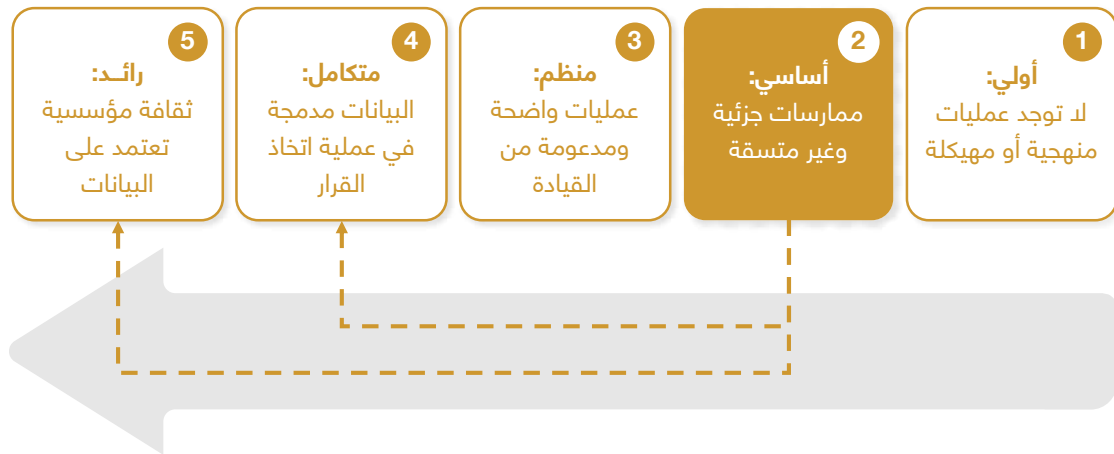 1
أولي:
لا توجد عمليات
منهجية أو مهيكلة
2
أساسي:
ممارسات جزئية
وغير متسقة
3
منظم:
عمليات واضحة
ومدعومة من
القيادة
4
متكامل:
البيانات مدمجة
في عملية اتخاذ
القرار
5
رائــد:
ثقافة مؤسسية
تعتمد على
البيانات